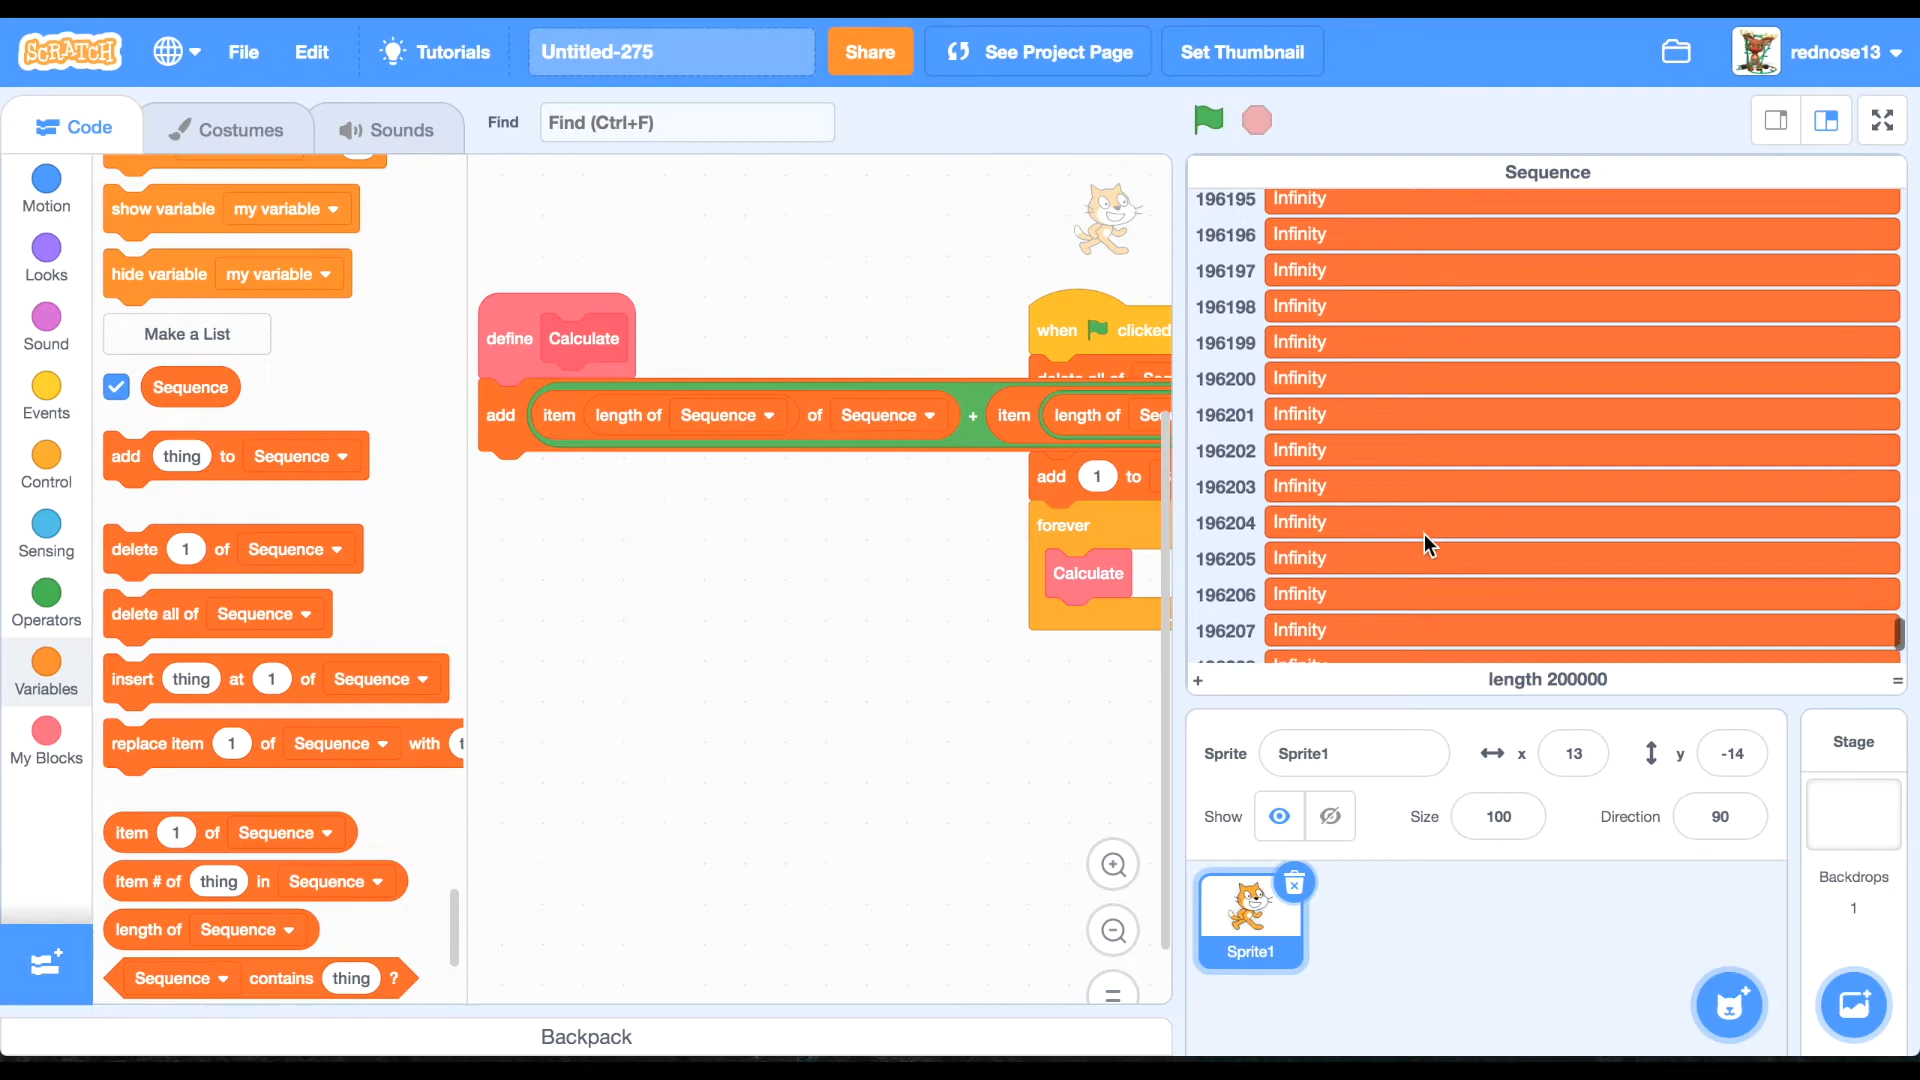 SCRATCH File Edit Tutorials Untitled-275 Share See Project Page Set Thumbnail rednose13
Code Costumes Sounds Find Find (Ctrl+F)
Motion
Looks
Sound
Events
Control
Sensing
Operators
Variables
My Blocks
show variable my variable
hide variable my variable
Make a List
Sequence
add thing to Sequence
delete 1 of Sequence
delete all of Sequence
insert thing at 1 of Sequence
replace item 1 of Sequence with
item 1 of Sequence
item # of thing in Sequence
length of Sequence
Sequence contains thing ?
define Calculate
add item length of Sequence of Sequence + item length of
when clicked
delete all of
add 1 to
forever
Calculate
Backpack
Sequence
196195 Infinity
196196 Infinity
196197 Infinity
196198 Infinity
196199 Infinity
196200 Infinity
196201 Infinity
196202 Infinity
196203 Infinity
196204 Infinity
196205 Infinity
196206 Infinity
196207 Infinity
+ length 200000 =
Sprite Sprite1 x 13 y -14
Show Size 100 Direction 90
Sprite1
Stage
Backdrops
1